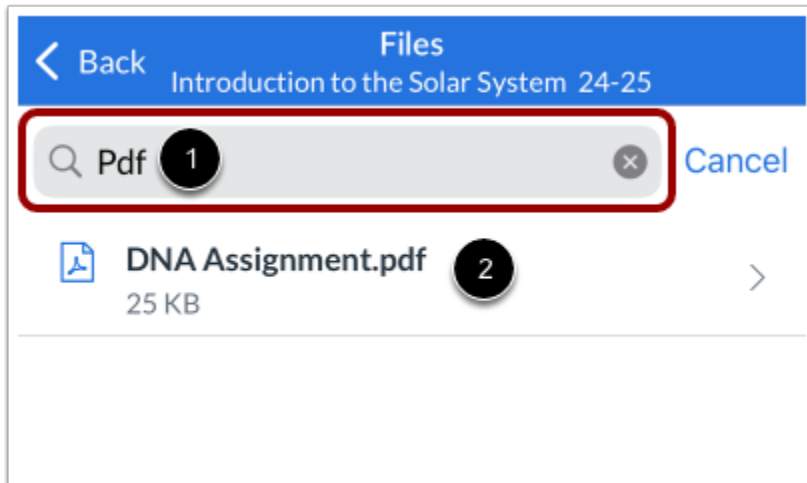 Files
Back
Introduction to the Solar System 24-25
Pdf 1
Cancel
DNA Assignment.pdf 2
25 KB